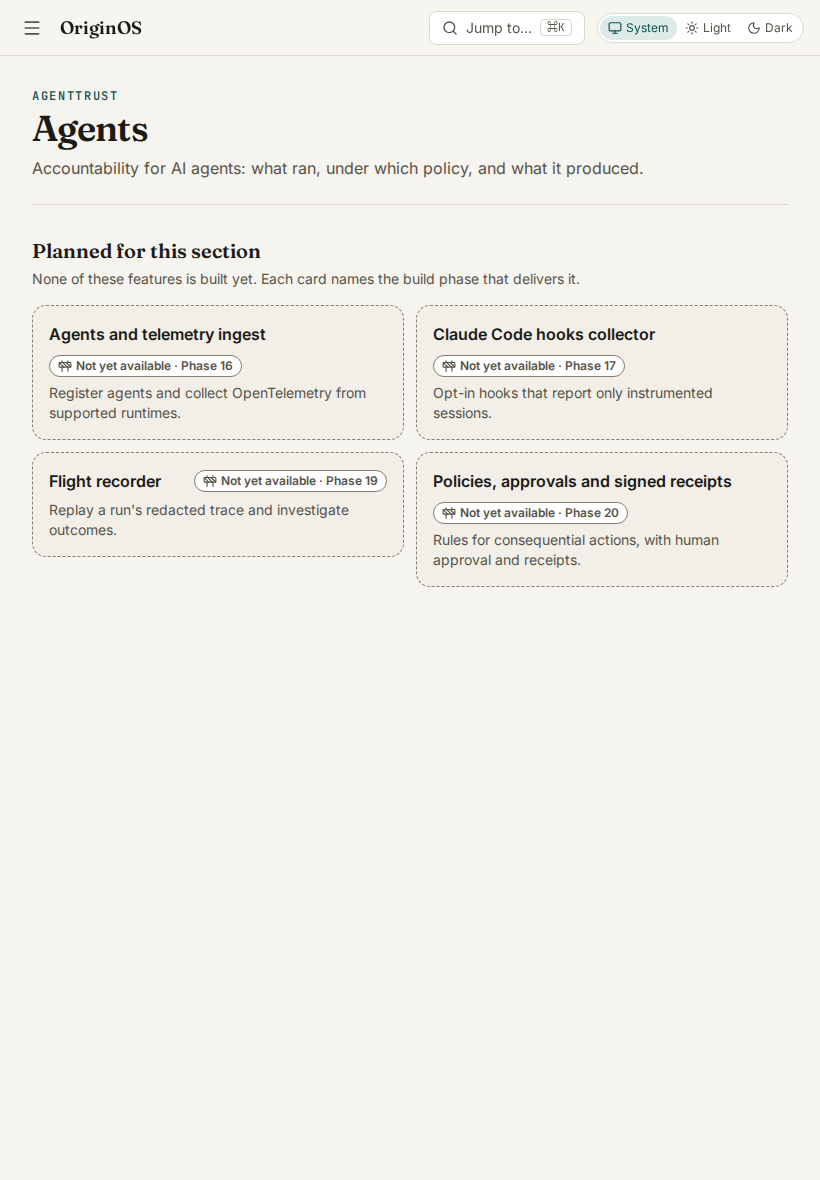 OriginOS
Jump to... ⌘K
System
Light
Dark
AGENTTRUST
Agents
Accountability for AI agents: what ran, under which policy, and what it produced.
Planned for this section
None of these features is built yet. Each card names the build phase that delivers it.
Agents and telemetry ingest
Not yet available · Phase 16
Register agents and collect OpenTelemetry from
supported runtimes.
Claude Code hooks collector
Not yet available · Phase 17
Opt-in hooks that report only instrumented
sessions.
Flight recorder
Not yet available · Phase 19
Replay a run's redacted trace and investigate
outcomes.
Policies, approvals and signed receipts
Not yet available · Phase 20
Rules for consequential actions, with human
approval and receipts.